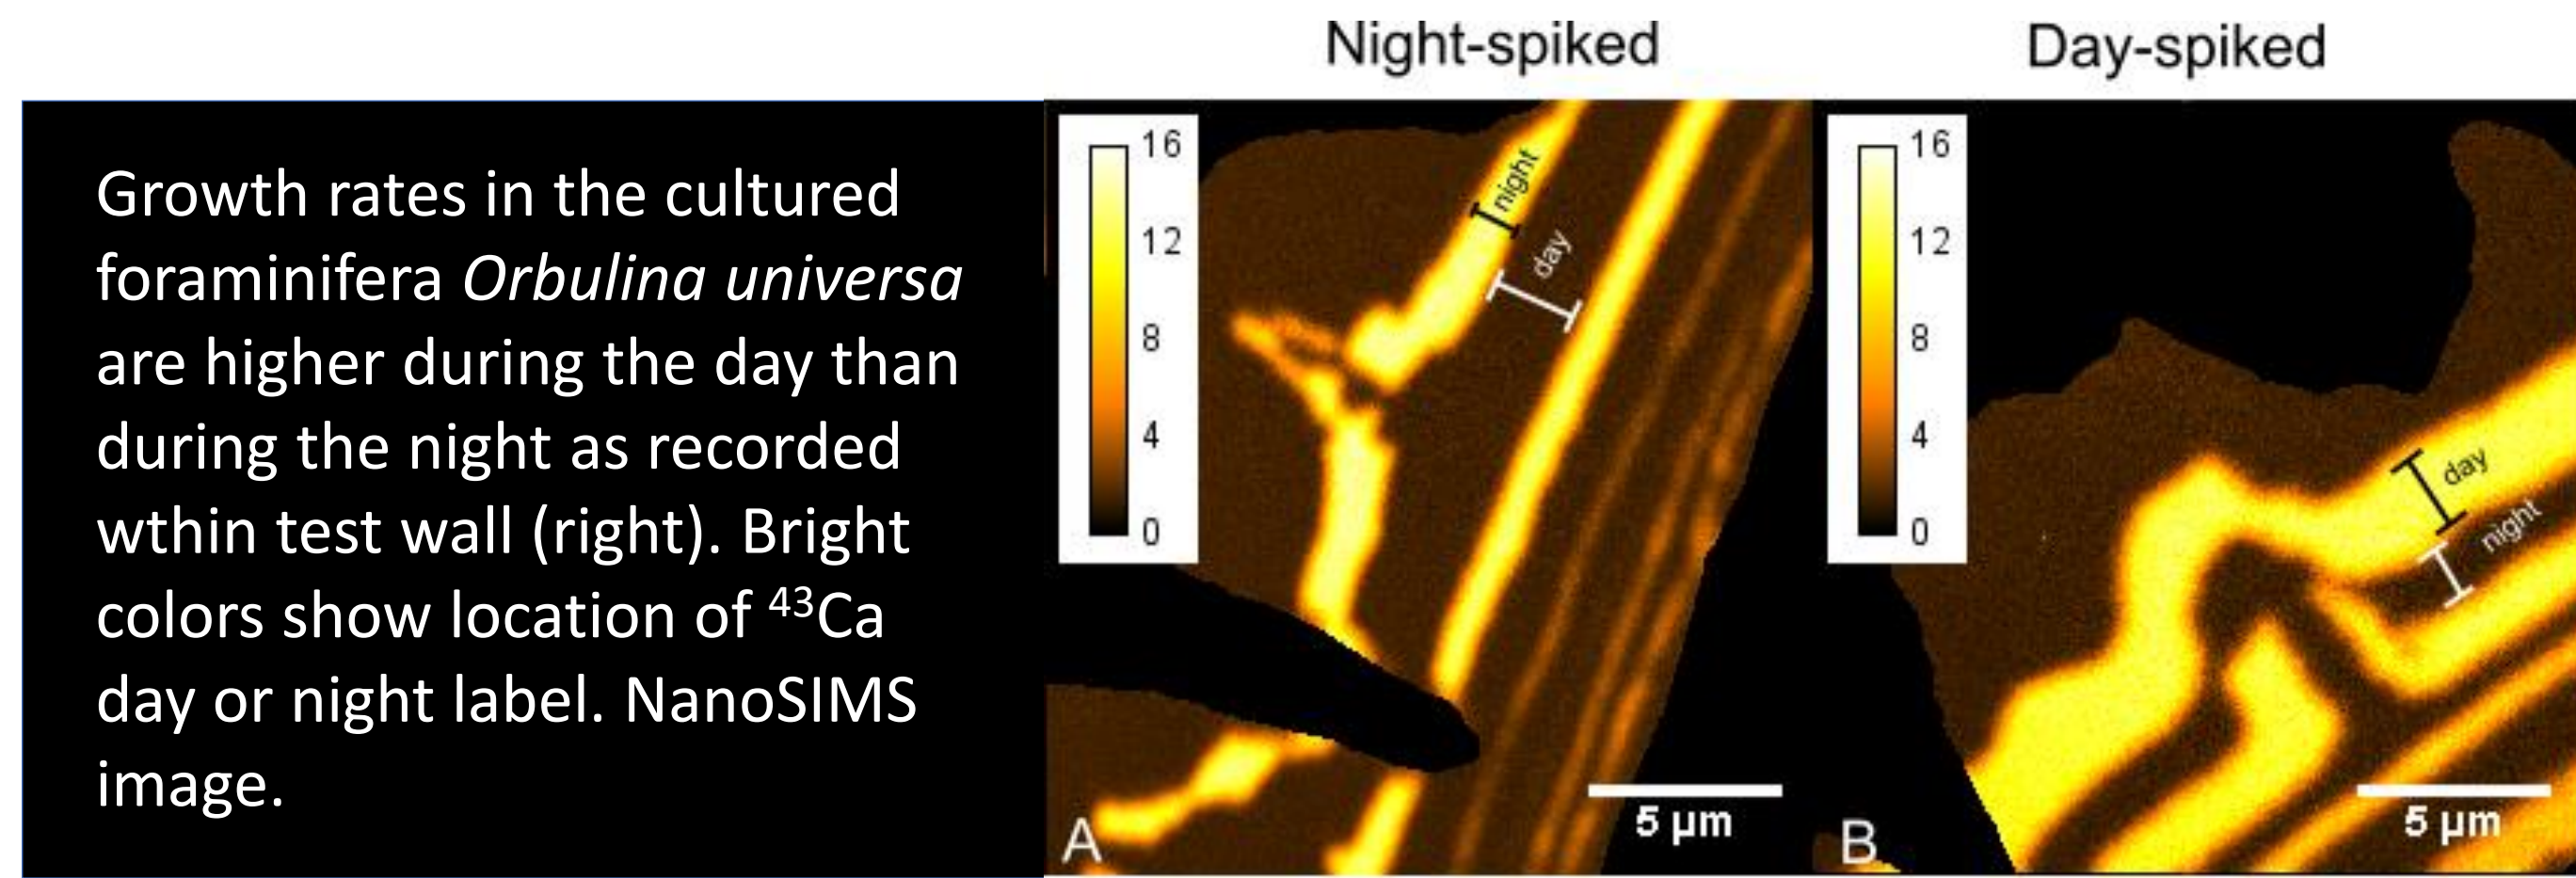 Night-spiked
Day-spiked
Growth rates in the cultured
foraminifera Orbulina universa
are higher during the day than
during the night as recorded
wthin test wall (right). Bright
colors show location of ⁴³Ca
day or night label. NanoSIMS
image.
16
12
8
4
0
night
day
5 µm
A
16
12
8
4
0
day
night
5 µm
B